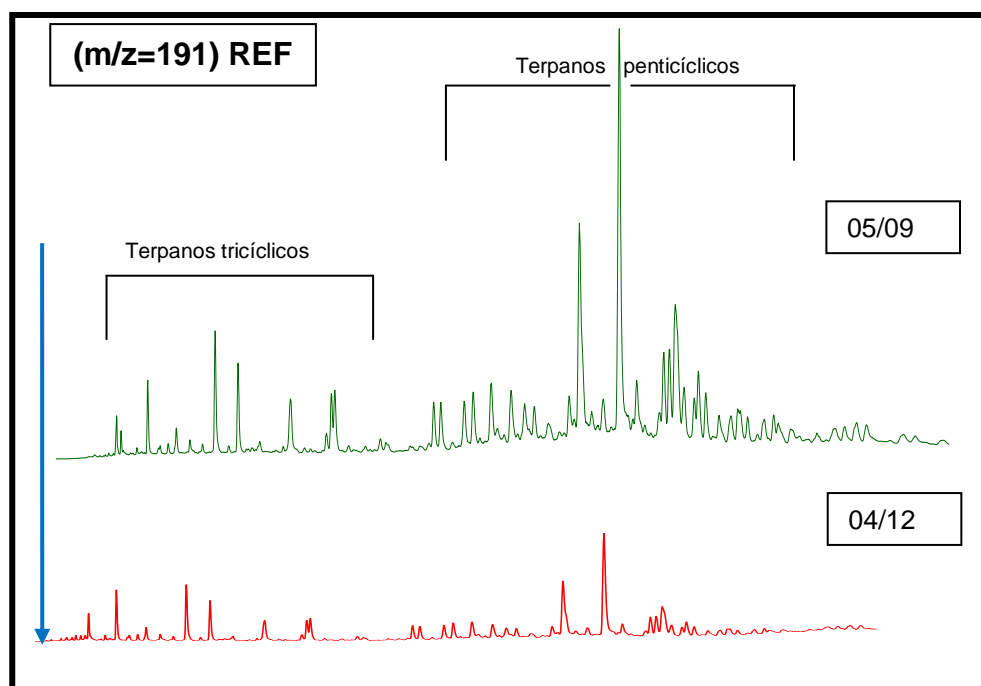 (m/z=191) REF
Terpanos penticíclicos
05/09
Terpanos tricíclicos
04/12